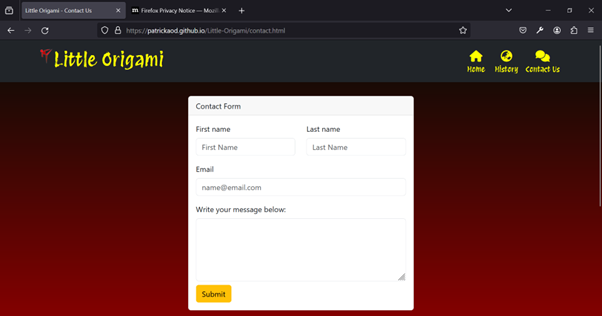 Little Origami - Contact Us
Firefox Privacy Notice — Mozilla
https://patrickaod.github.io/Little-Origami/contact.html
Little Origami
Home
History
Contact Us
Contact Form
First name
Last name
First Name
Last Name
Email
name@email.com
Write your message below:
Submit